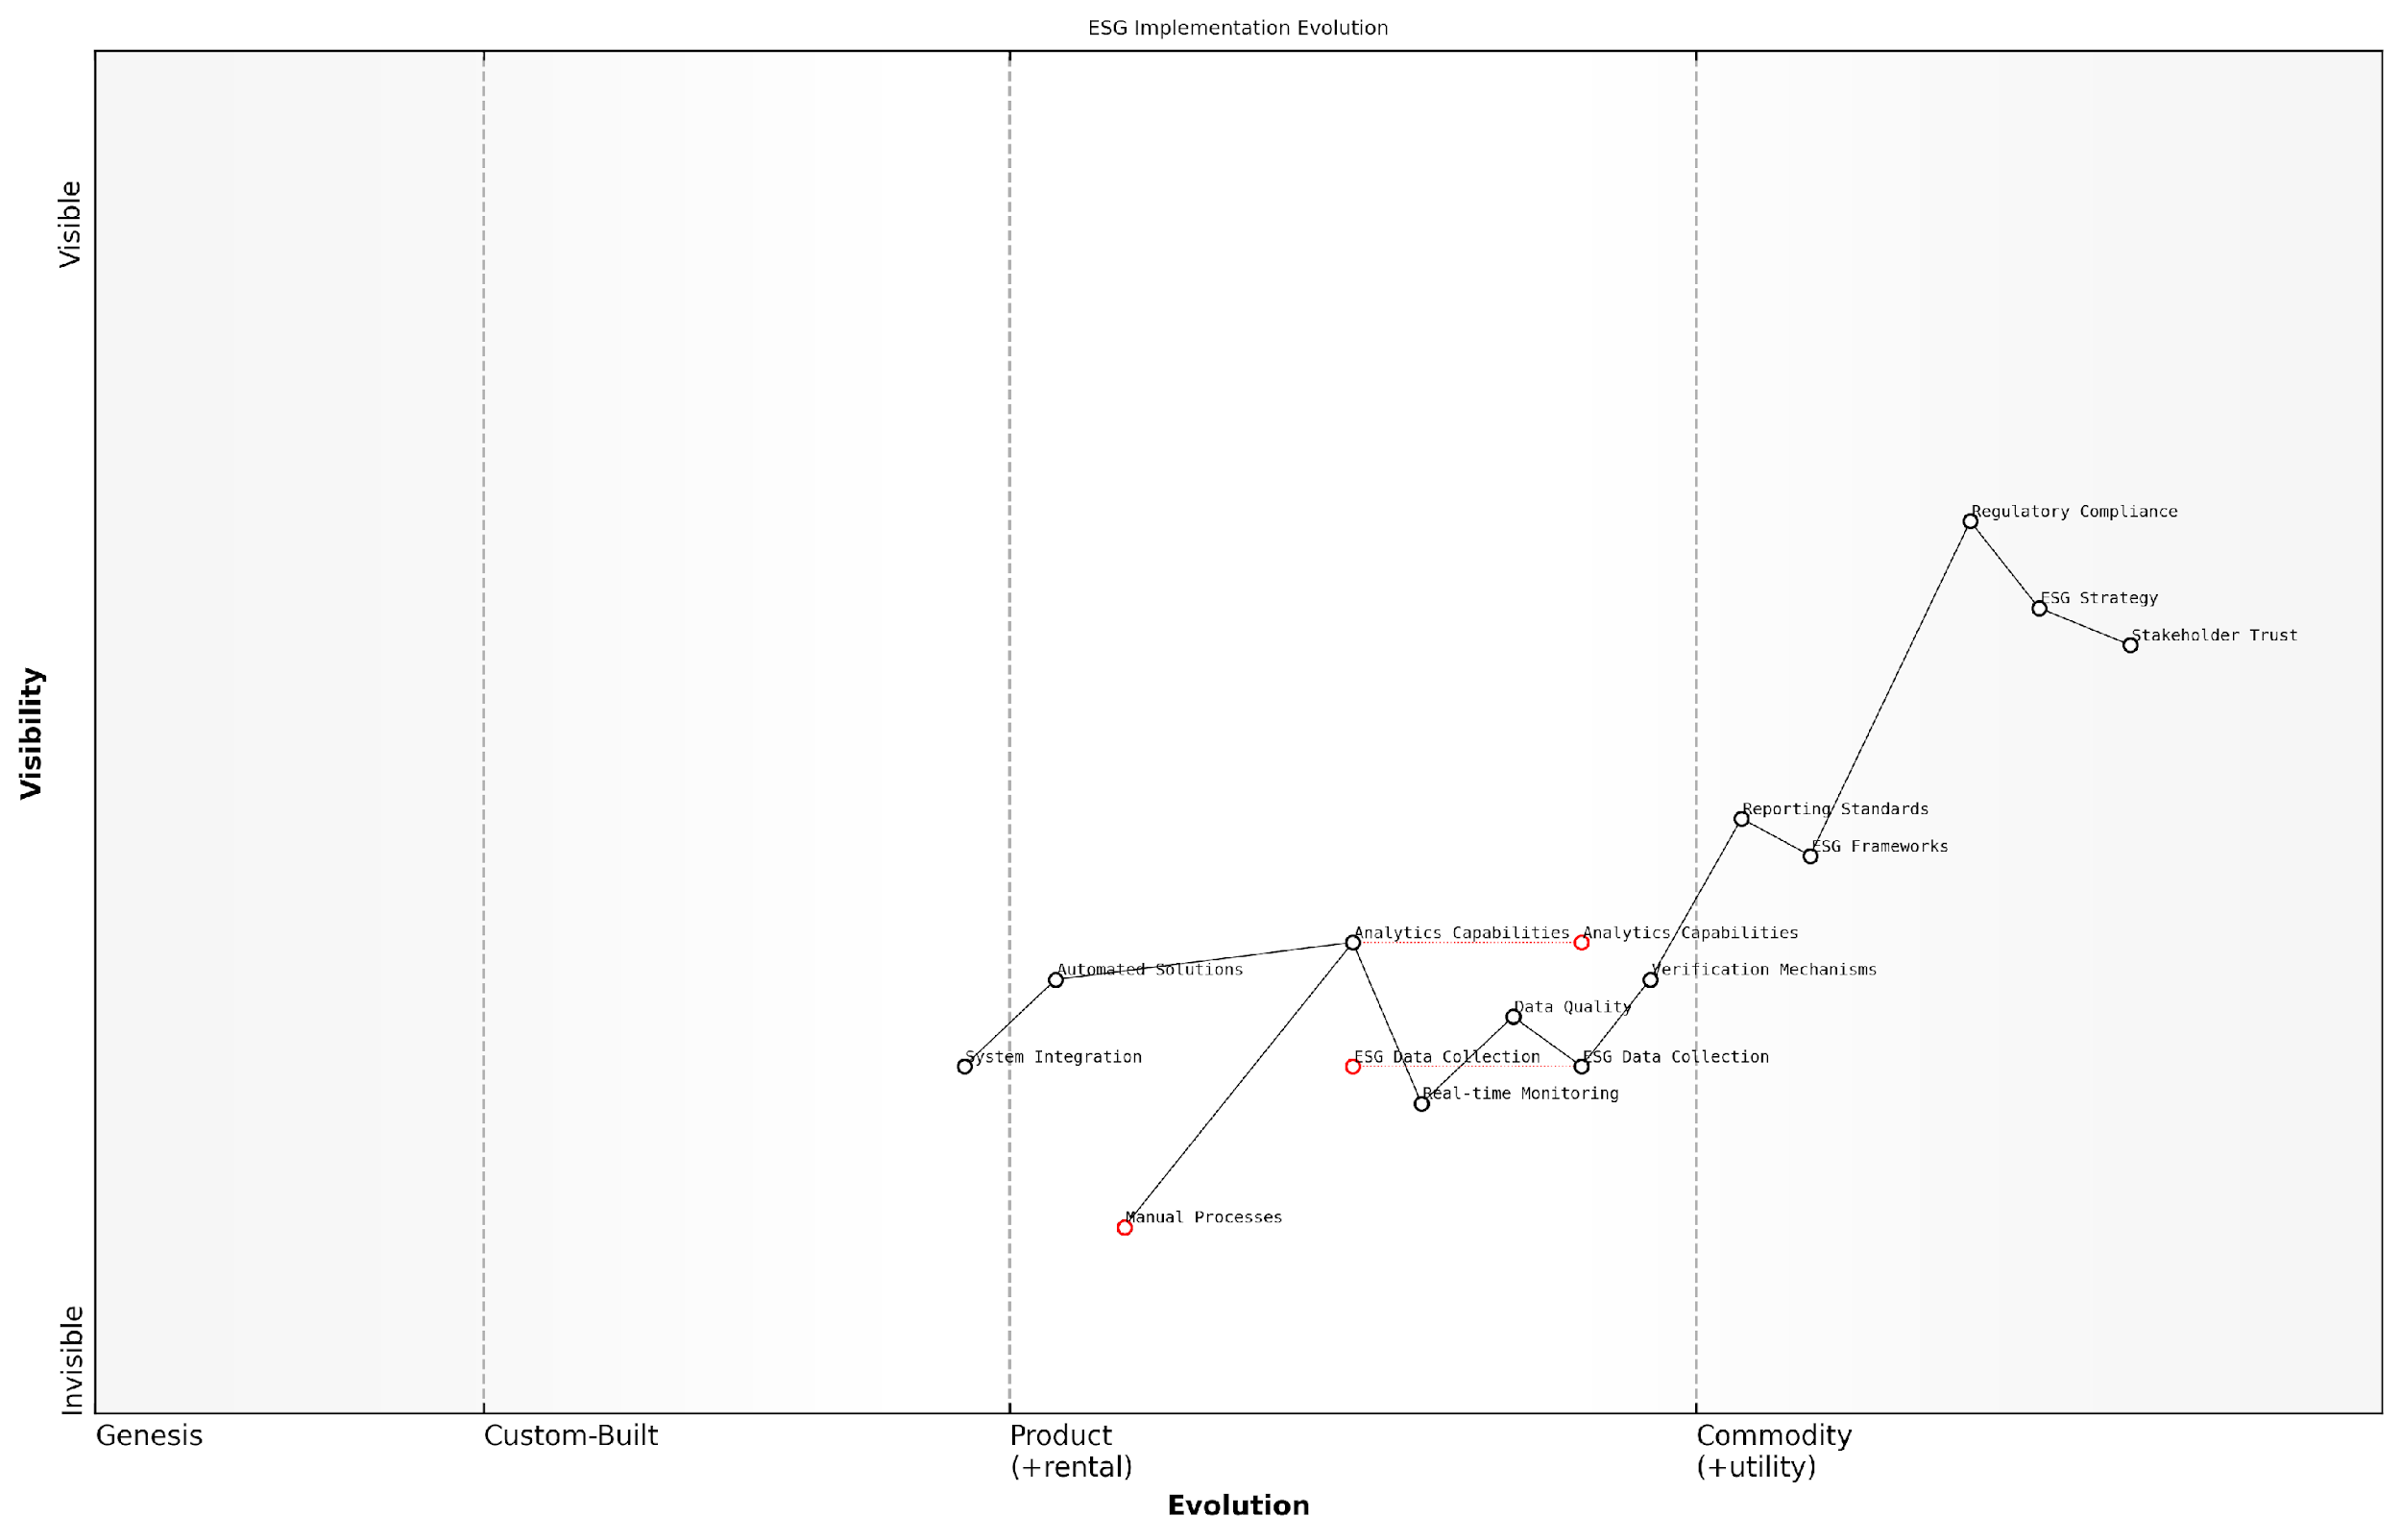 ESG Implementation Evolution
Visible
Visibility
Invisible
Regulatory Compliance
ESG Strategy
Stakeholder Trust
Reporting Standards
ESG Frameworks
Analytics Capabilities
Analytics Capabilities
Automated Solutions
Verification Mechanisms
Data Quality
System Integration
ESG Data Collection
ESG Data Collection
Real-time Monitoring
Manual Processes
Genesis
Custom-Built
Product
(+rental)
Commodity
(+utility)
Evolution